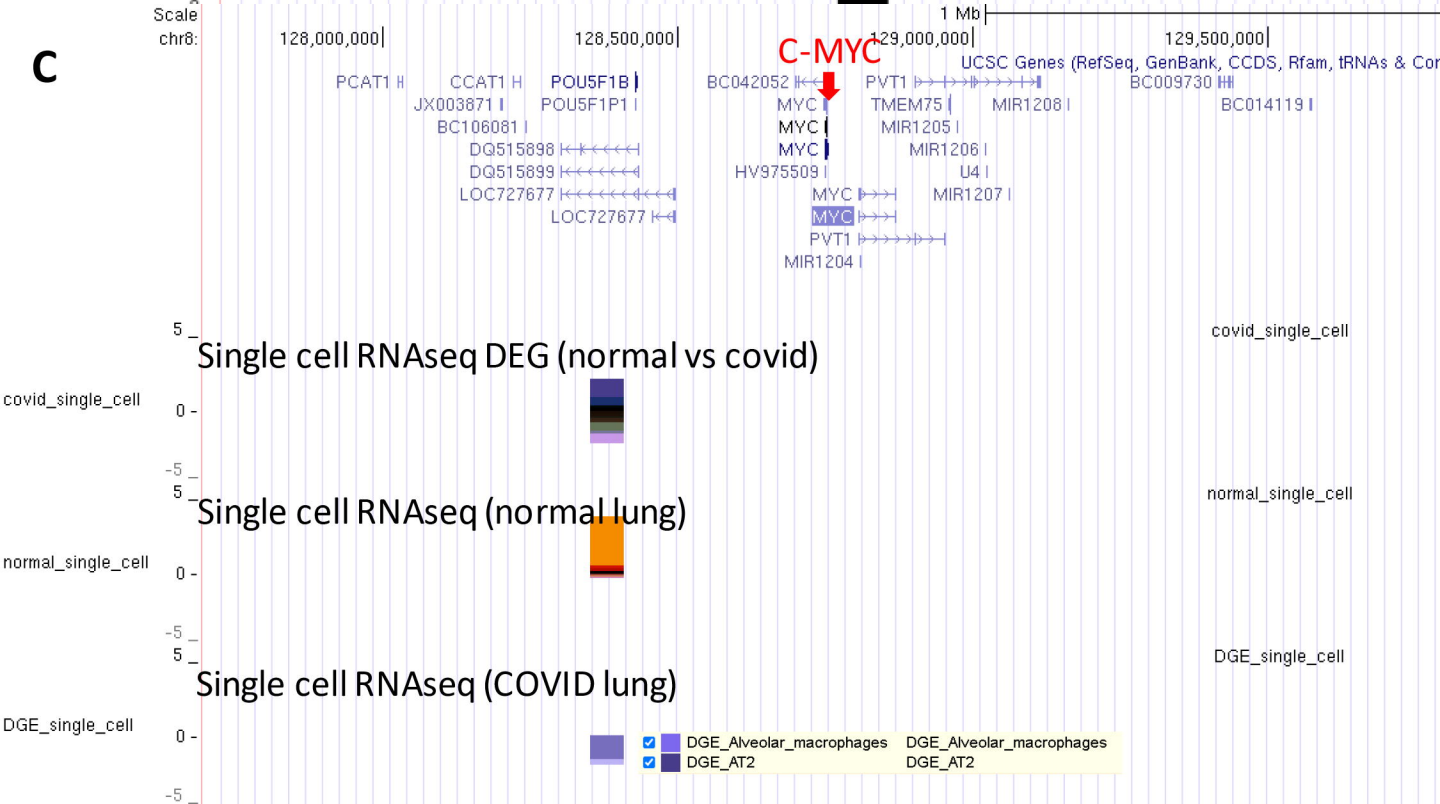 C
Scale 1 Mb
chr8: 128,000,000 128,500,000 129,000,000 129,500,000
C-MYC
UCSC Genes (RefSeq, GenBank, CCDS, Rfam, tRNAs & Cor
PCAT1 CCAT1 POU5F1B BC042052 PVT1 BC009730
JX003871 POU5F1P1 MYC TMEM75 MIR1208 BC014119
BC106081 MYC MIR1205
DQ515898 MYC MIR1206
DQ515899 HV975509 U4
LOC727677 MYC MIR1207
LOC727677 MYC
PVT1
MIR1204
5 covid_single_cell
Single cell RNAseq DEG (normal vs covid)
covid_single_cell 0 -
-5
5 normal_single_cell
Single cell RNAseq (normal lung)
normal_single_cell 0 -
-5
5 DGE_single_cell
Single cell RNAseq (COVID lung)
DGE_single_cell 0 -
DGE_Alveolar_macrophages DGE_Alveolar_macrophages
DGE_AT2 DGE_AT2
-5